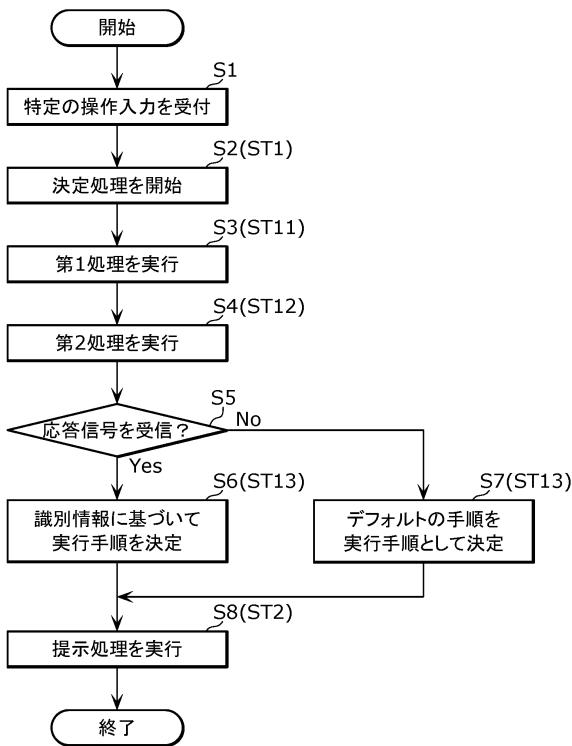 開始
S1
特定の操作入力を受付
S2(ST1)
決定処理を開始
S3(ST11)
第1処理を実行
S4(ST12)
第2処理を実行
S5
応答信号を受信？
No
Yes
S6(ST13)
識別情報に基づいて
実行手順を決定
S7(ST13)
デフォルトの手順を
実行手順として決定
S8(ST2)
提示処理を実行
終了